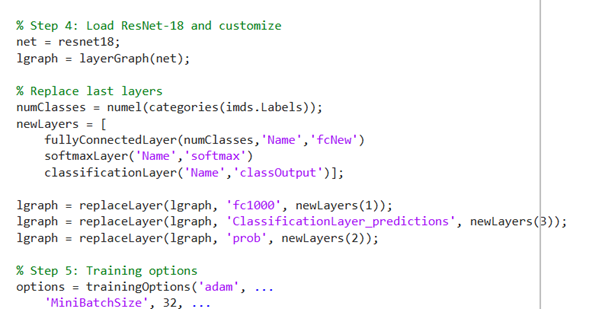 % Step 4: Load ResNet-18 and customize
net = resnet18;
lgraph = layerGraph(net);
% Replace last layers
numClasses = numel(categories(imds.Labels));
newLayers = [
    fullyConnectedLayer(numClasses,'Name','fcNew')
    softmaxLayer('Name','softmax')
    classificationLayer('Name','classOutput')];
lgraph = replaceLayer(lgraph, 'fc1000', newLayers(1));
lgraph = replaceLayer(lgraph, 'ClassificationLayer_predictions', newLayers(3));
lgraph = replaceLayer(lgraph, 'prob', newLayers(2));
% Step 5: Training options
options = trainingOptions('adam', ...
    'MiniBatchSize', 32, ...